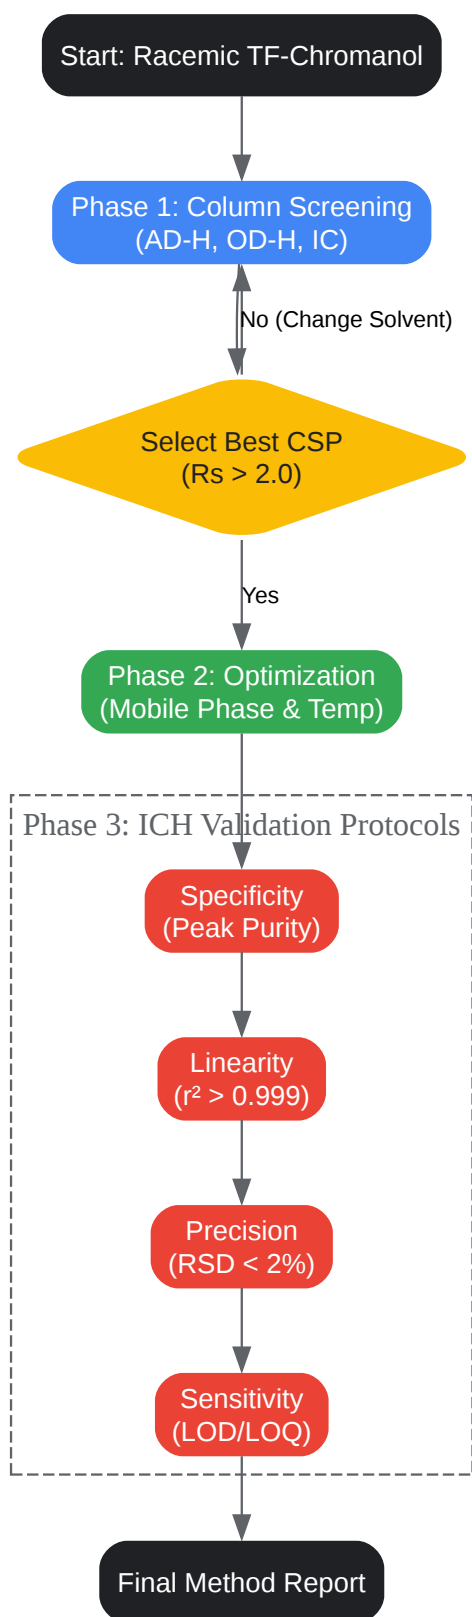 Start: Racemic TF-Chromanol
Phase 1: Column Screening
(AD-H, OD-H, IC)
No (Change Solvent)
Select Best CSP
(Rs > 2.0)
Yes
Phase 2: Optimization
(Mobile Phase & Temp)
Phase 3: ICH Validation Protocols
Specificity
(Peak Purity)
Linearity
(r² > 0.999)
Precision
(RSD < 2%)
Sensitivity
(LOD/LOQ)
Final Method Report